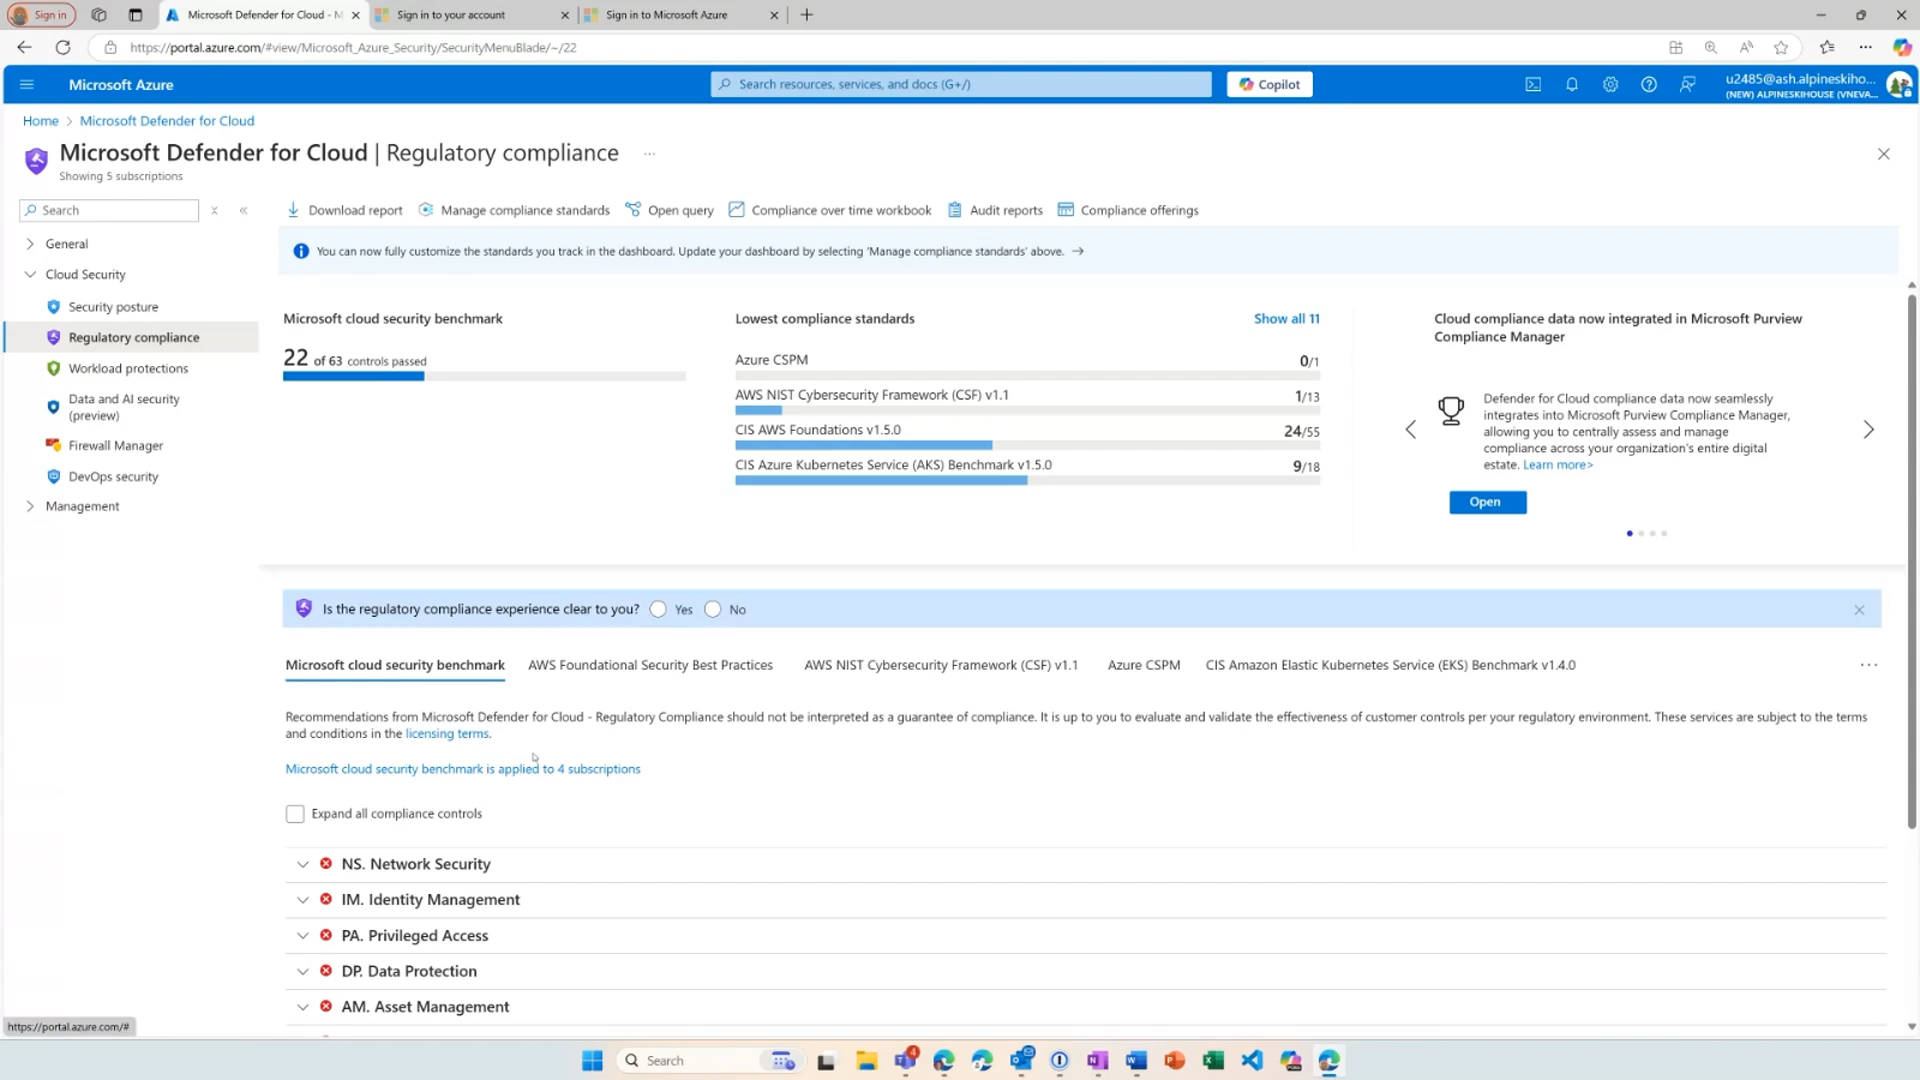 Sign in
Microsoft Defender for Cloud - M
Sign in to your account
Sign in to Microsoft Azure
https://portal.azure.com/#view/Microsoft_Azure_Security/SecurityMenuBlade/~/22
Microsoft Azure
Search resources, services, and docs (G+/)
Copilot
u2485@ash.alpineskiho...
(NEW) ALPINESKIHOUSE (VNEVA...
Home > Microsoft Defender for Cloud
Microsoft Defender for Cloud | Regulatory compliance ...
Showing 5 subscriptions
Search
General
Cloud Security
Security posture
Regulatory compliance
Workload protections
Data and AI security
(preview)
Firewall Manager
DevOps security
Management
Download report
Manage compliance standards
Open query
Compliance over time workbook
Audit reports
Compliance offerings
You can now fully customize the standards you track in the dashboard. Update your dashboard by selecting 'Manage compliance standards' above. →
Microsoft cloud security benchmark
22 of 63 controls passed
Lowest compliance standards
Show all 11
Azure CSPM 0/1
AWS NIST Cybersecurity Framework (CSF) v1.1 1/13
CIS AWS Foundations v1.5.0 24/55
CIS Azure Kubernetes Service (AKS) Benchmark v1.5.0 9/18
Cloud compliance data now integrated in Microsoft Purview
Compliance Manager
Defender for Cloud compliance data now seamlessly
integrates into Microsoft Purview Compliance Manager,
allowing you to centrally assess and manage
compliance across your organization's entire digital
estate. Learn more>
Open
Is the regulatory compliance experience clear to you? Yes No
Microsoft cloud security benchmark
AWS Foundational Security Best Practices
AWS NIST Cybersecurity Framework (CSF) v1.1
Azure CSPM
CIS Amazon Elastic Kubernetes Service (EKS) Benchmark v1.4.0
...
Recommendations from Microsoft Defender for Cloud - Regulatory Compliance should not be interpreted as a guarantee of compliance. It is up to you to evaluate and validate the effectiveness of customer controls per your regulatory environment. These services are subject to the terms
and conditions in the licensing terms.
Microsoft cloud security benchmark is applied to 4 subscriptions
Expand all compliance controls
NS. Network Security
IM. Identity Management
PA. Privileged Access
DP. Data Protection
AM. Asset Management
https://portal.azure.com/#
Search
4